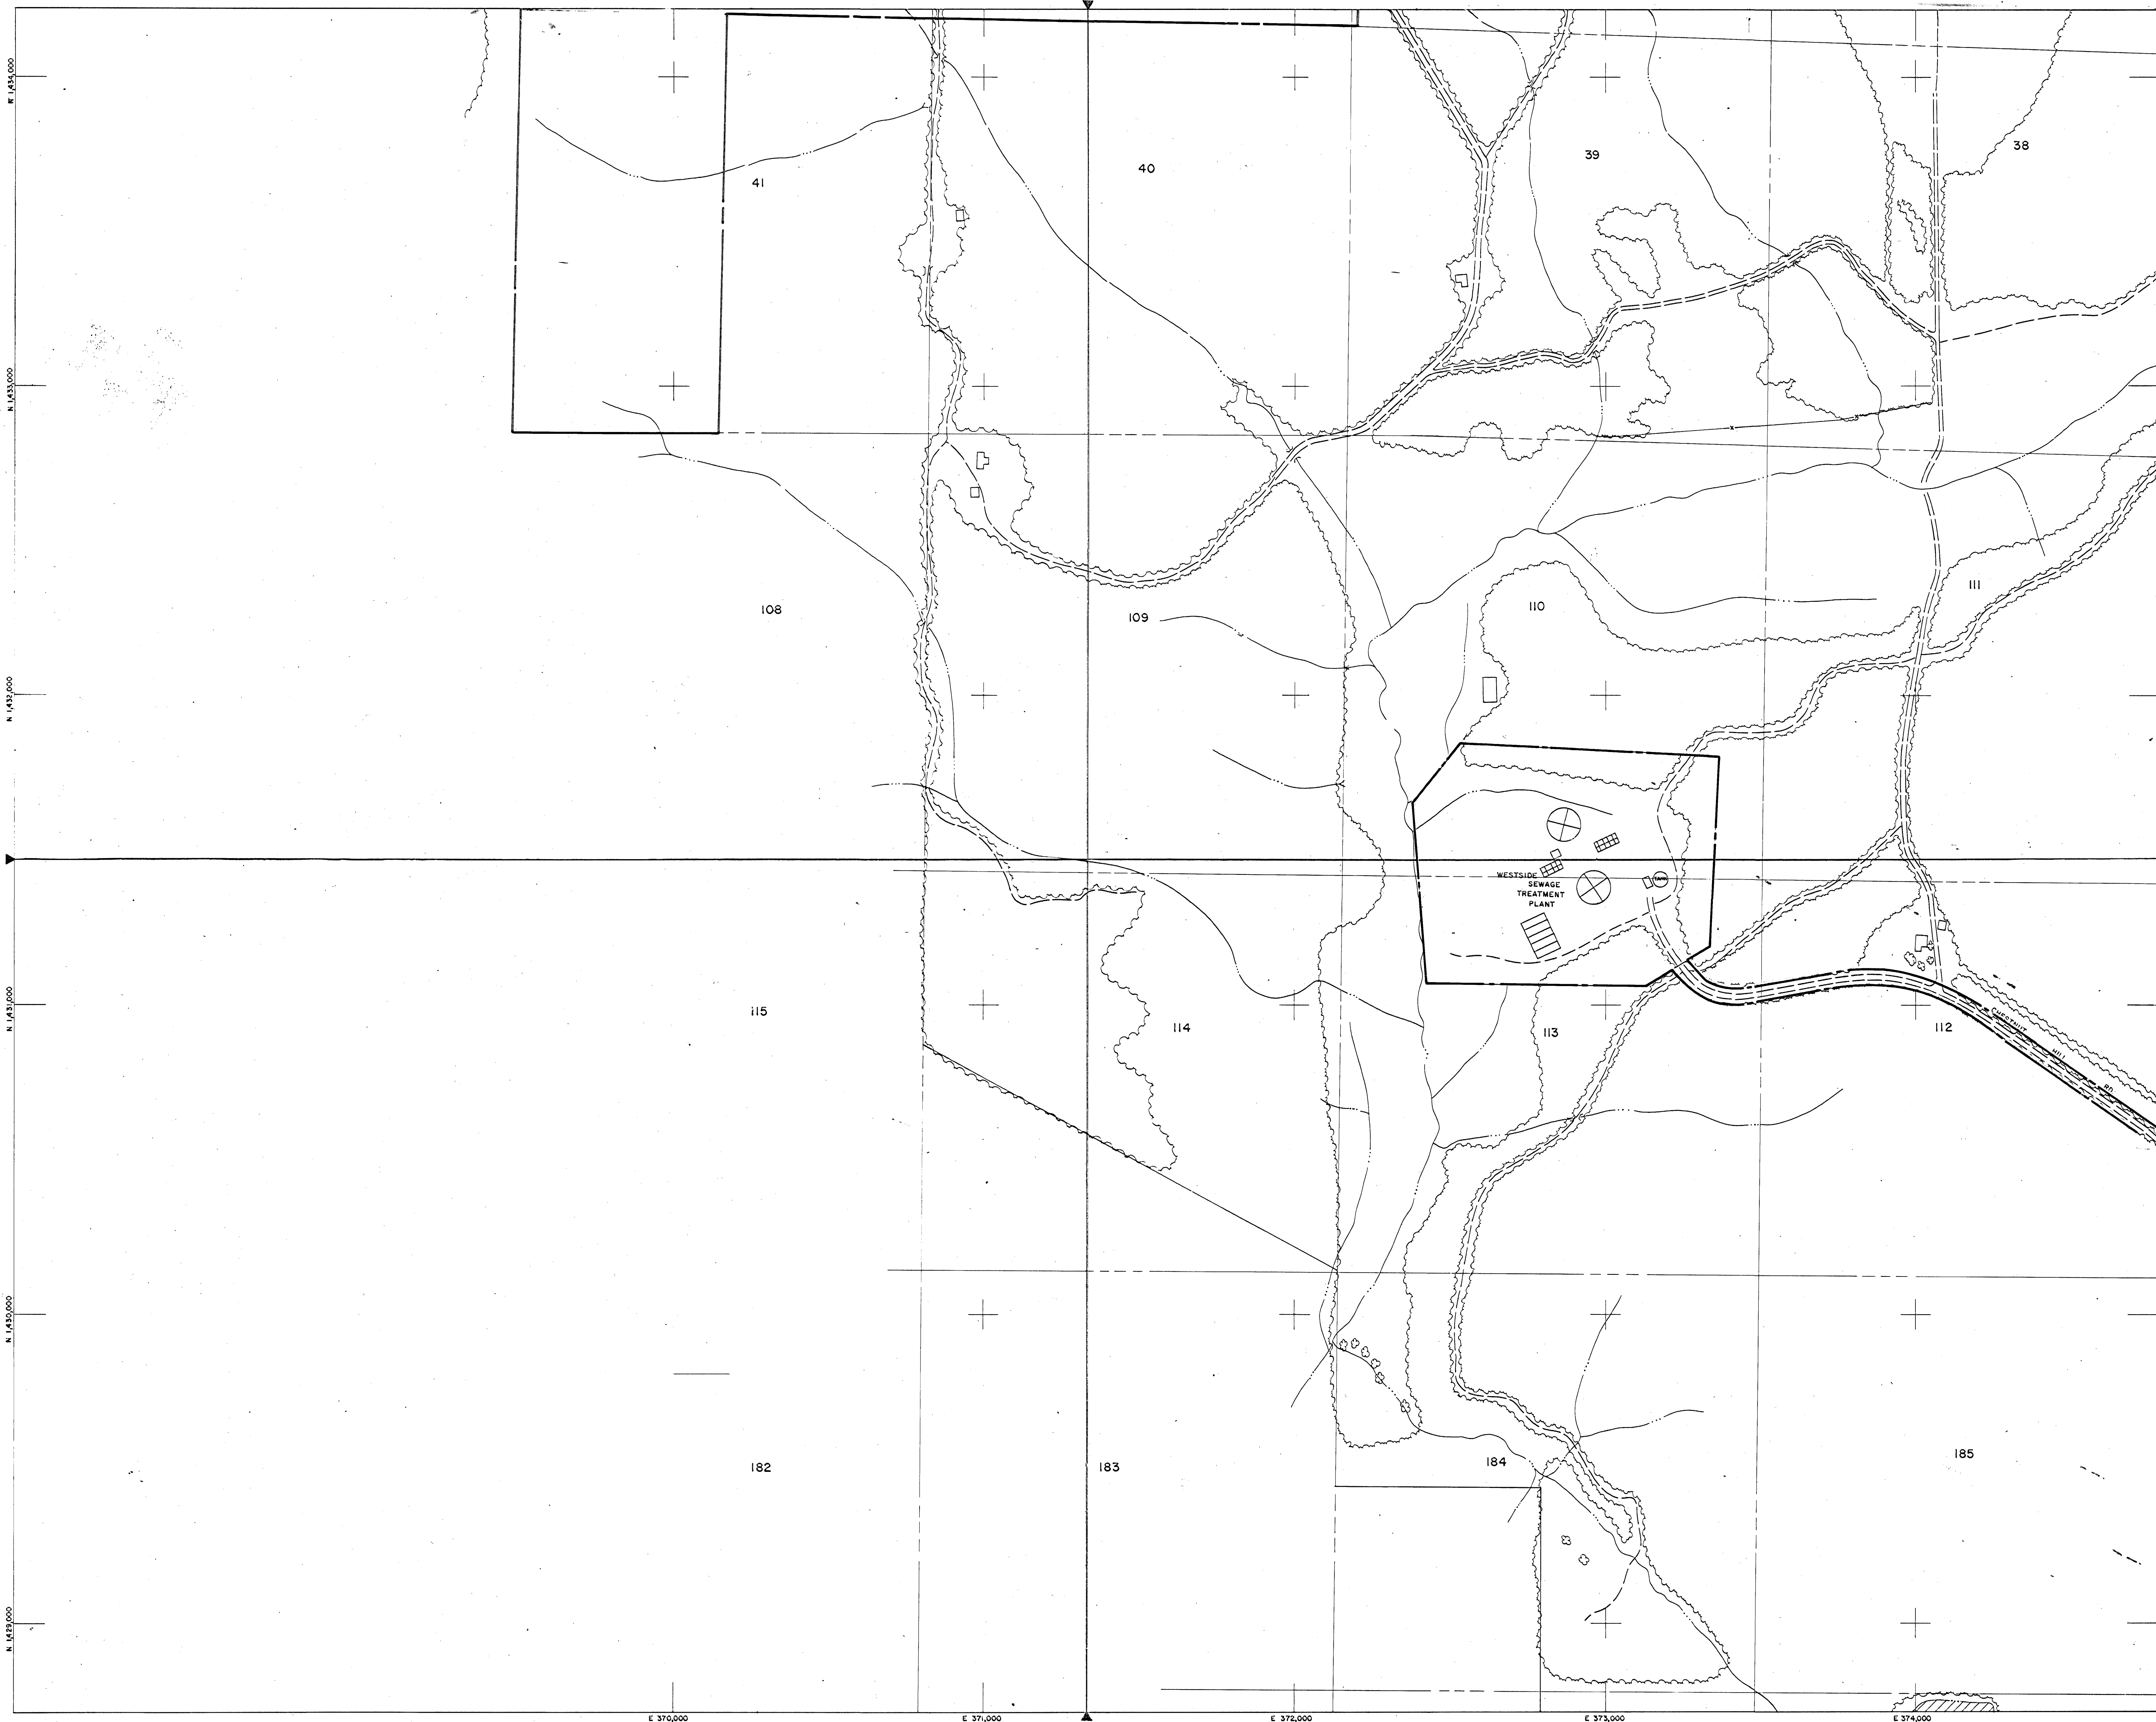 N 1,434,000
38
39
40
41
N 1,433,000
111
110
108
109
N 1,432,000
WESTSIDE
SEWAGE
TREATMENT
PLANT
TANK
N 1,431,000
115
114
113
112
CHESTNUT HILL RD.
N 1,430,000
182
183
184
185
N 1,429,000
E 370,000
E 371,000
E 372,000
E 373,000
E 374,000